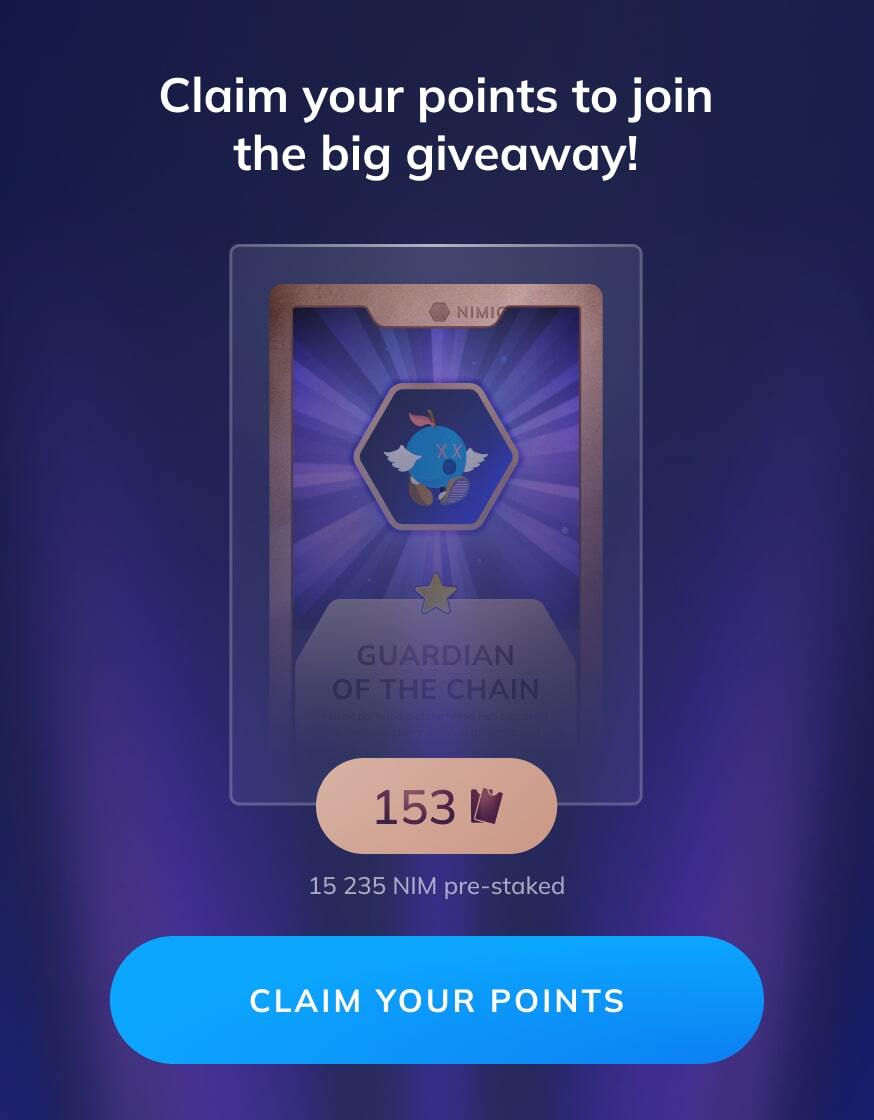 Claim your points to join
the big giveaway!
NIMIQ
GUARDIAN
OF THE CHAIN
153
15 235 NIM pre-staked
CLAIM YOUR POINTS